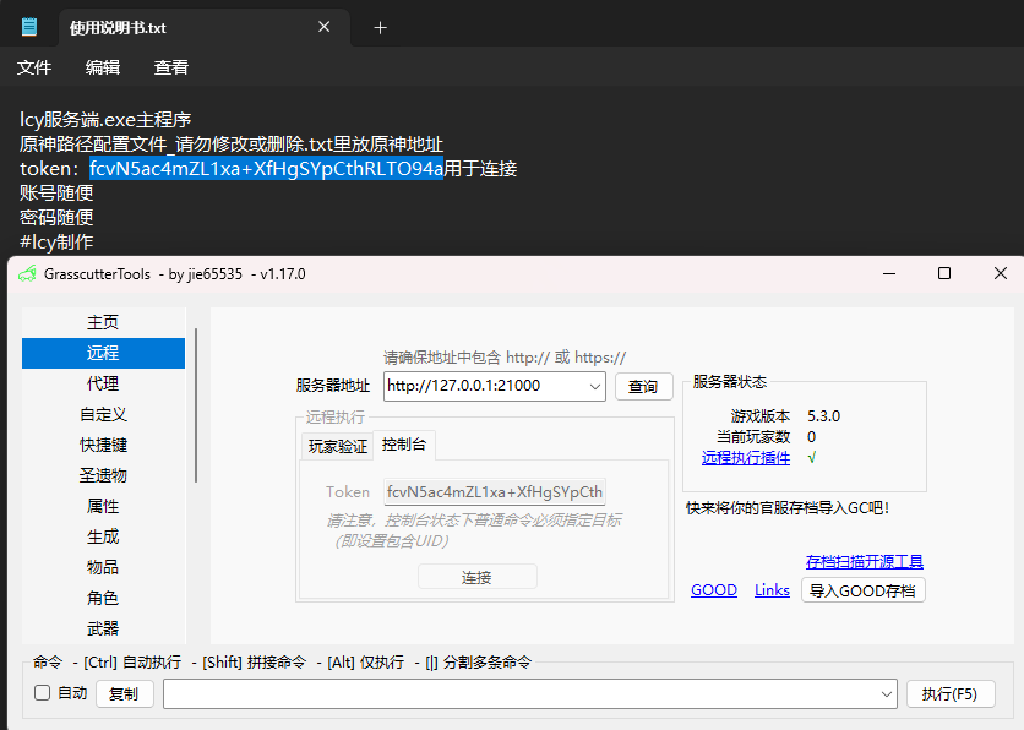 使用说明书.txt
文件 编辑 查看
lcy服务端.exe主程序
原神路径配置文件_请勿修改或删除.txt里放原神地址
token：fcvN5ac4mZL1xa+XfHgSYpCthRLTO94a用于连接
账号随便
密码随便
#lcy制作
GrasscutterTools - by jie65535 - v1.17.0
主页
远程
代理
自定义
快捷键
圣遗物
属性
生成
物品
角色
武器
请确保地址中包含 http:// 或 https://
服务器地址 http://127.0.0.1:21000 查询
远程执行
玩家验证 控制台
Token fcvN5ac4mZL1xa+XfHgSYpCth
请注意，控制台状态下普通命令必须指定目标
（即设置包含UID）
连接
服务器状态
游戏版本 5.3.0
当前玩家数 0
远程执行插件 √
快来将你的官服存档导入GC吧!
存档扫描开源工具
GOOD Links 导入GOOD存档
命令 - [Ctrl] 自动执行 - [Shift] 拼接命令 - [Alt] 仅执行 - [|] 分割多条命令
自动 复制 执行(F5)